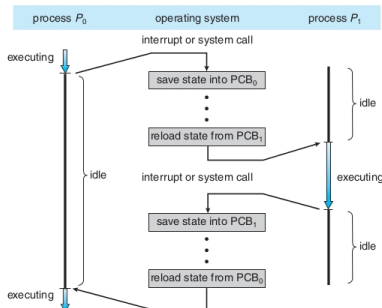 process P0 operating system process P1
interrupt or system call
executing
save state into PCB0
idle
reload state from PCB1
idle
interrupt or system call
executing
save state into PCB1
idle
reload state from PCB0
executing